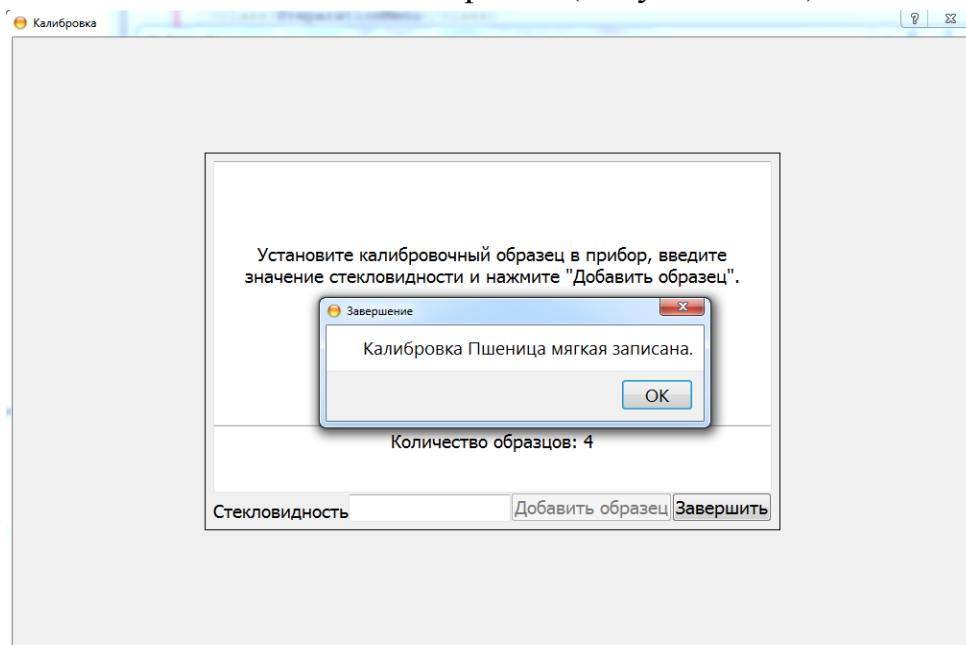 Калибровка
Установите калибровочный образец в прибор, введите
значение стекловидности и нажмите "Добавить образец".
Завершение
Калибровка Пшеница мягкая записана.
OK
Количество образцов: 4
Стекловидность
Добавить образец
Завершить